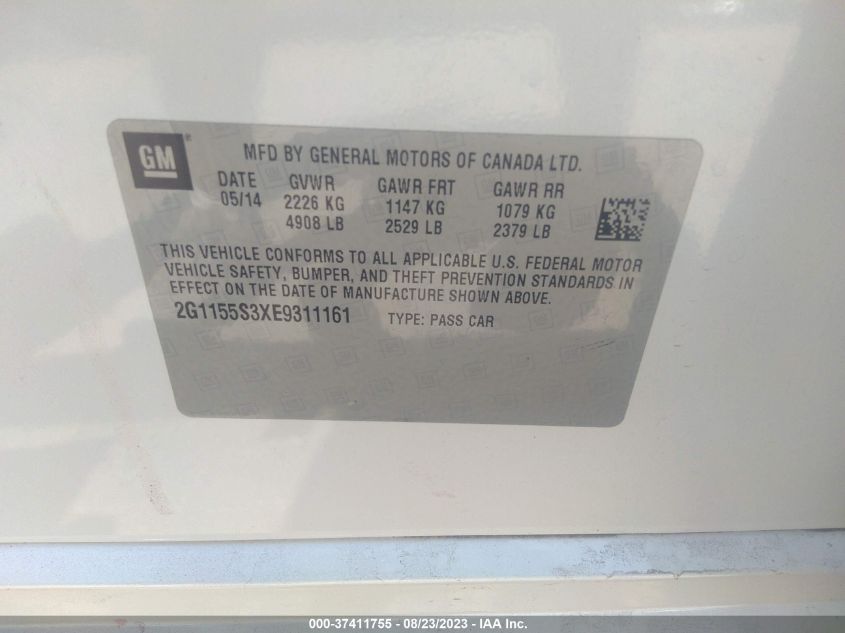 GM
MFD BY GENERAL MOTORS OF CANADA LTD.
DATE GVWR GAWR FRT GAWR RR
05/14 2226 KG 1147 KG 1079 KG
4908 LB 2529 LB 2379 LB
THIS VEHICLE CONFORMS TO ALL APPLICABLE U.S. FEDERAL MOTOR
VEHICLE SAFETY, BUMPER, AND THEFT PREVENTION STANDARDS IN
EFFECT ON THE DATE OF MANUFACTURE SHOWN ABOVE.
2G1155S3XE9311161 TYPE: PASS CAR
000-37411755 - 08/23/2023 - IAA Inc.